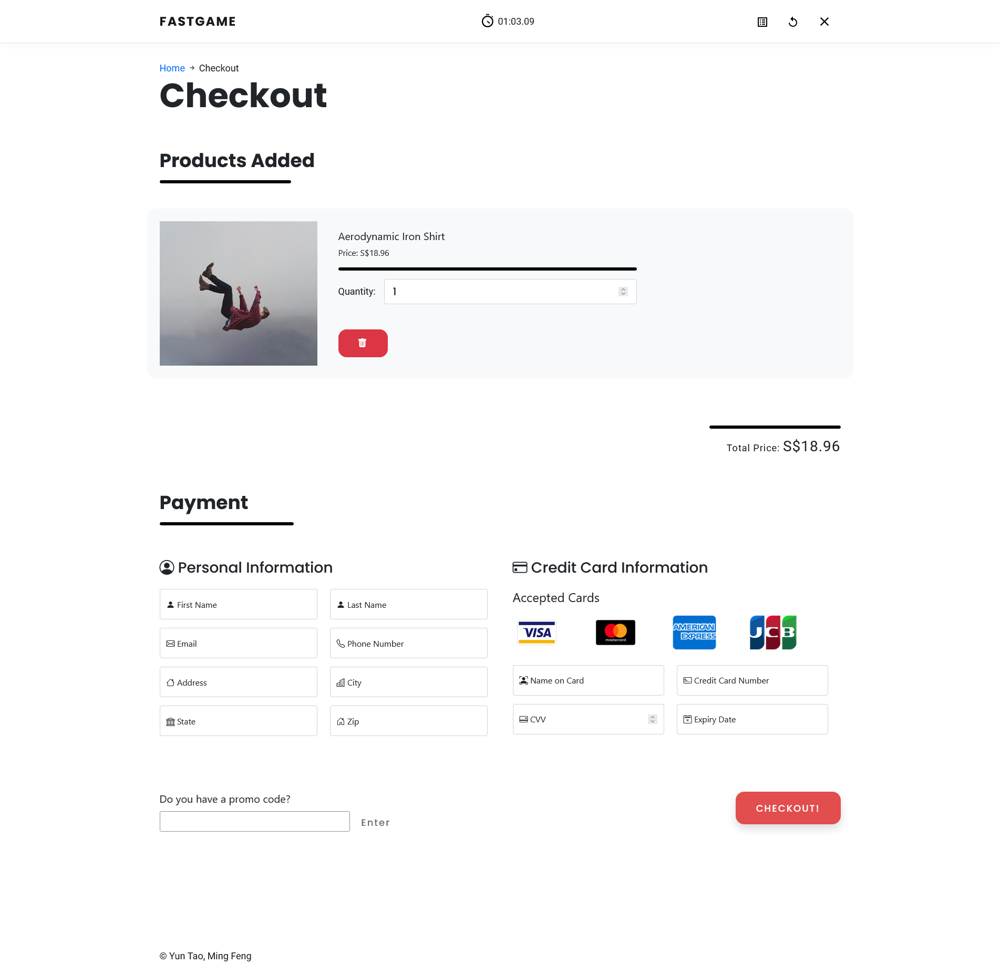 FASTGAME
01:03.09
Home → Checkout
Checkout
Products Added
Aerodynamic Iron Shirt
Price: S$18.96
Quantity: 1
Total Price: S$18.96
Payment
Personal Information
First Name
Last Name
Email
Phone Number
Address
City
State
Zip
Credit Card Information
Accepted Cards
VISA
mastercard
AMERICAN EXPRESS
JCB
Name on Card
Credit Card Number
CVV
Expiry Date
Do you have a promo code?
Enter
CHECKOUT!
© Yun Tao, Ming Feng